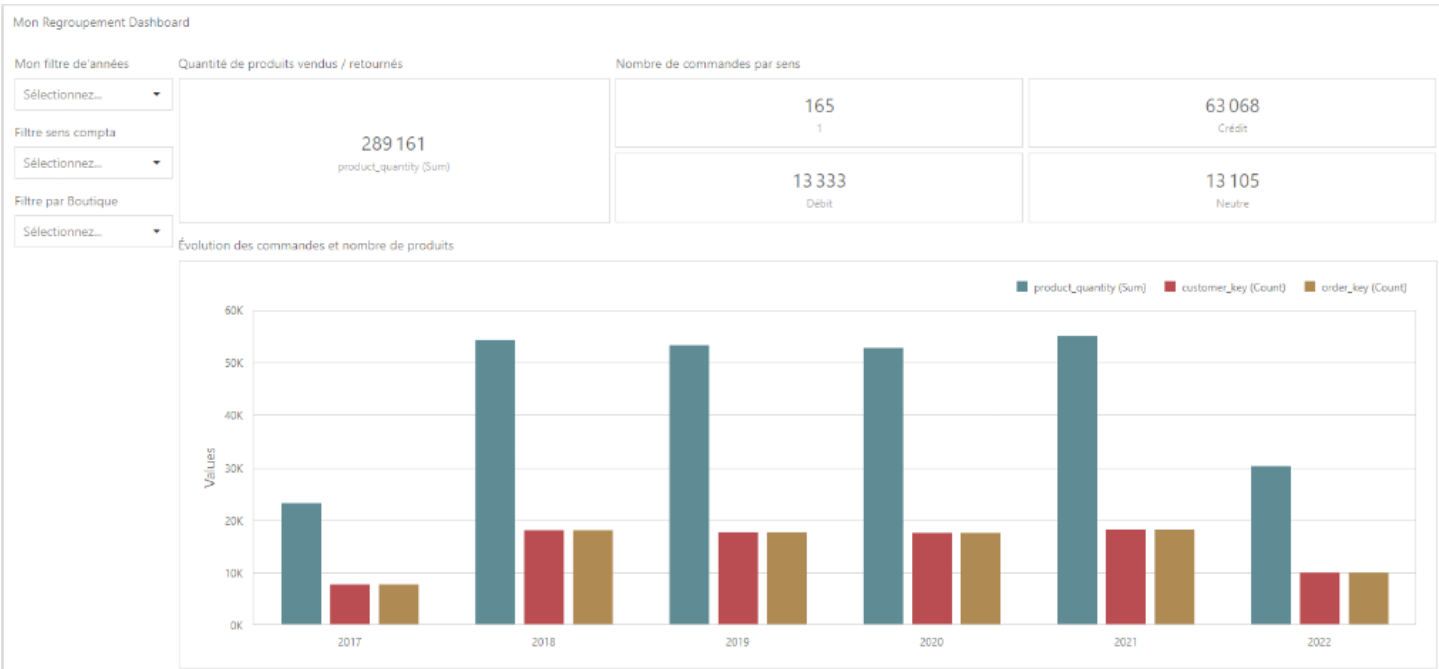 Mon Regroupement Dashboard
Mon filtre de'années
Sélectionnez...
Filtre sens compta
Sélectionnez...
Filtre par Boutique
Sélectionnez...
Quantité de produits vendus / retournés
289 161
product_quantity (Sum)
Nombre de commandes par sens
165
1
63 068
Crédit
13 333
Débit
13 105
Neutre
Évolution des commandes et nombre de produits
product_quantity (Sum) customer_key (Count) order_key (Count)
Values
60K
50K
40K
30K
20K
10K
0K
2017 2018 2019 2020 2021 2022